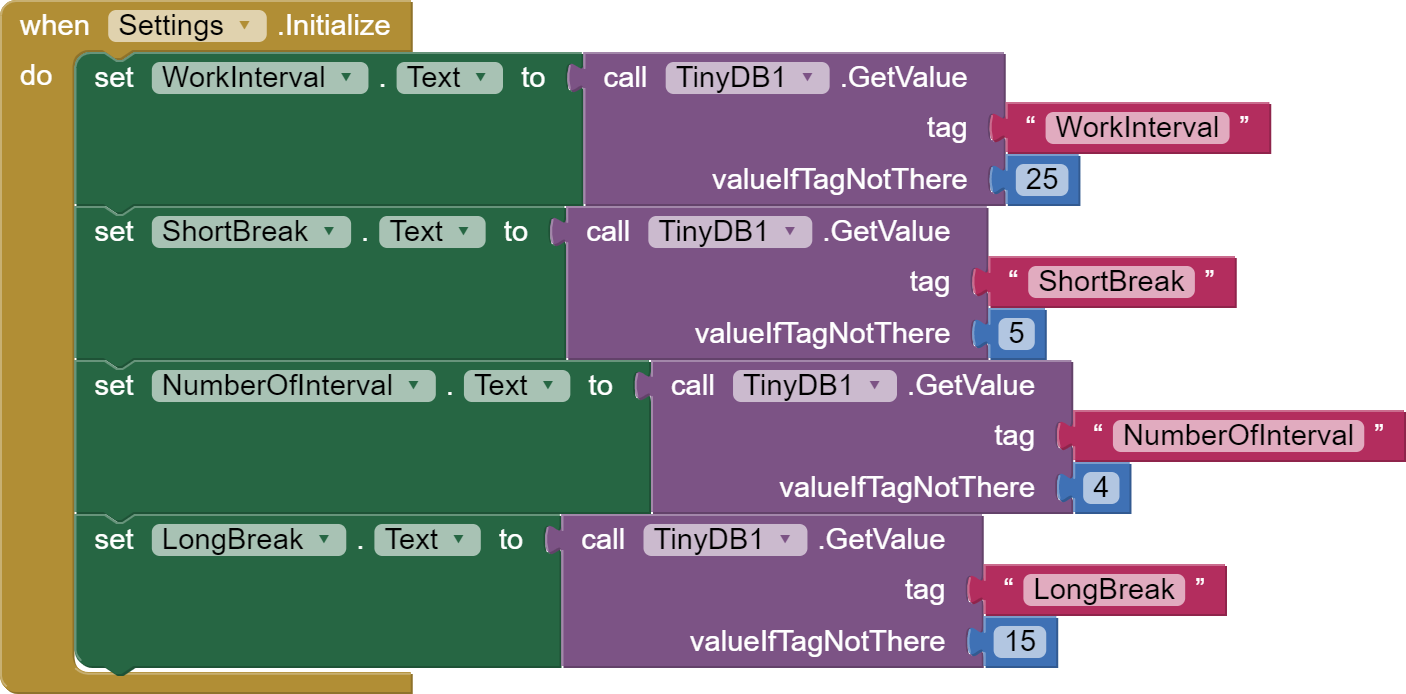 when Settings .Initialize
do set WorkInterval . Text to call TinyDB1 .GetValue
tag “ WorkInterval ”
valueIfTagNotThere 25
set ShortBreak . Text to call TinyDB1 .GetValue
tag “ ShortBreak ”
valueIfTagNotThere 5
set NumberOfInterval . Text to call TinyDB1 .GetValue
tag “ NumberOfInterval ”
valueIfTagNotThere 4
set LongBreak . Text to call TinyDB1 .GetValue
tag “ LongBreak ”
valueIfTagNotThere 15